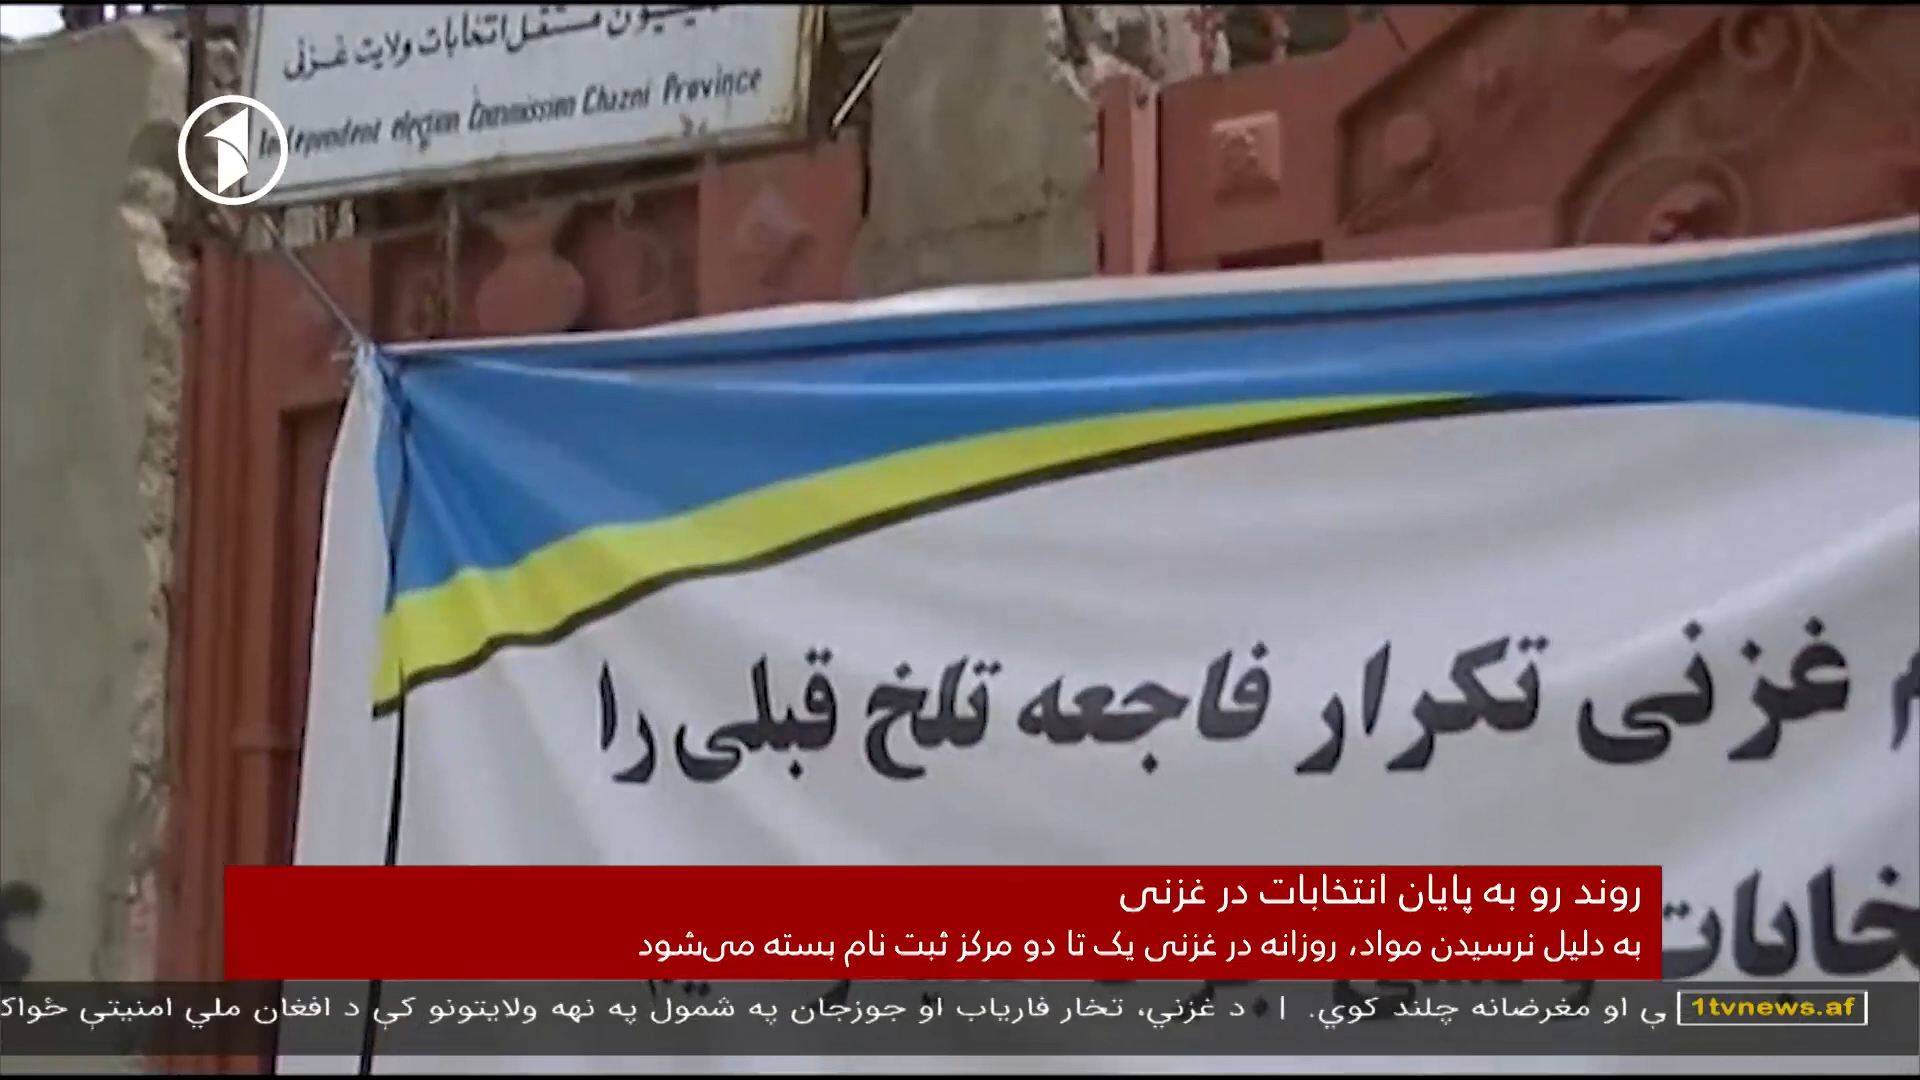 مستقل انتخابات ولایت غزنی
Independent election Commission Ghazni Province
غزنی تکرار فاجعه تلخ قبلی را
روند رو به پایان انتخابات در غزنی
به دلیل نرسیدن مواد، روزانه در غزنی یک تا دو مرکز ثبت نام بسته می‌شود
ي او مغرضانه چلند کوي. | د غزني، تخار فارياب او جوزجان په شمول په نهه ولايتونو کې د افغان ملي امنيتي ځواک
1tvnews.af